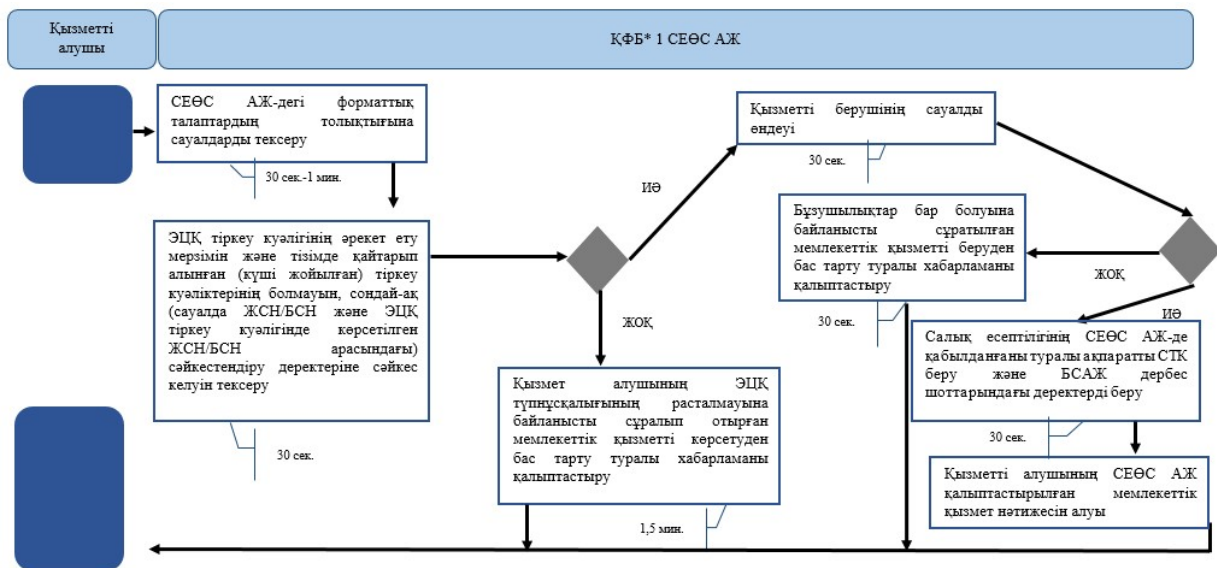 Қызметті
алушы
ҚФБ* 1 СЕӨС АЖ
СЕӨС АЖ-дегі форматтық
талаптардың толықтығына
сауалдарды тексеру
30 сек.-1 мин.
ЭЦҚ тіркеу куәлігінің әрекет ету
мерзімін және тізімде қайтарып
алынған (күші жойылған) тіркеу
куәліктерінің болмауын, сондай-ақ
(сауалда ЖСН/БСН және ЭЦҚ
тіркеу куәлігінде көрсетілген
ЖСН/БСН арасындағы)
сәйкестендіру деректеріне сәйкес
келуін тексеру
30 сек.
ИӘ
ЖОҚ
Қызмет алушының ЭЦҚ
түпнұсқалығының расталмауына
байланысты сұралып отырған
мемлекеттік қызметті көрсетуден
бас тарту туралы хабарламаны
қалыптастыру
1,5 мин.
Қызметті берушінің сауалды
өңдеуі
30 сек.
Бұзушылықтар бар болуына
байланысты сұратылған
мемлекеттік қызметті беруден
бас тарту туралы хабарламаны
қалыптастыру
30 сек.
ЖОҚ
ИӘ
Салық есептілігінің СЕӨС АЖ-де
қабылданғаны туралы ақпаратты СТК
беру және БСАЖ дербес
шоттарындағы деректерді беру
30 сек.
Қызметті алушының СЕӨС АЖ
қалыптастырылған мемлекеттік
қызмет нәтижесін алуы